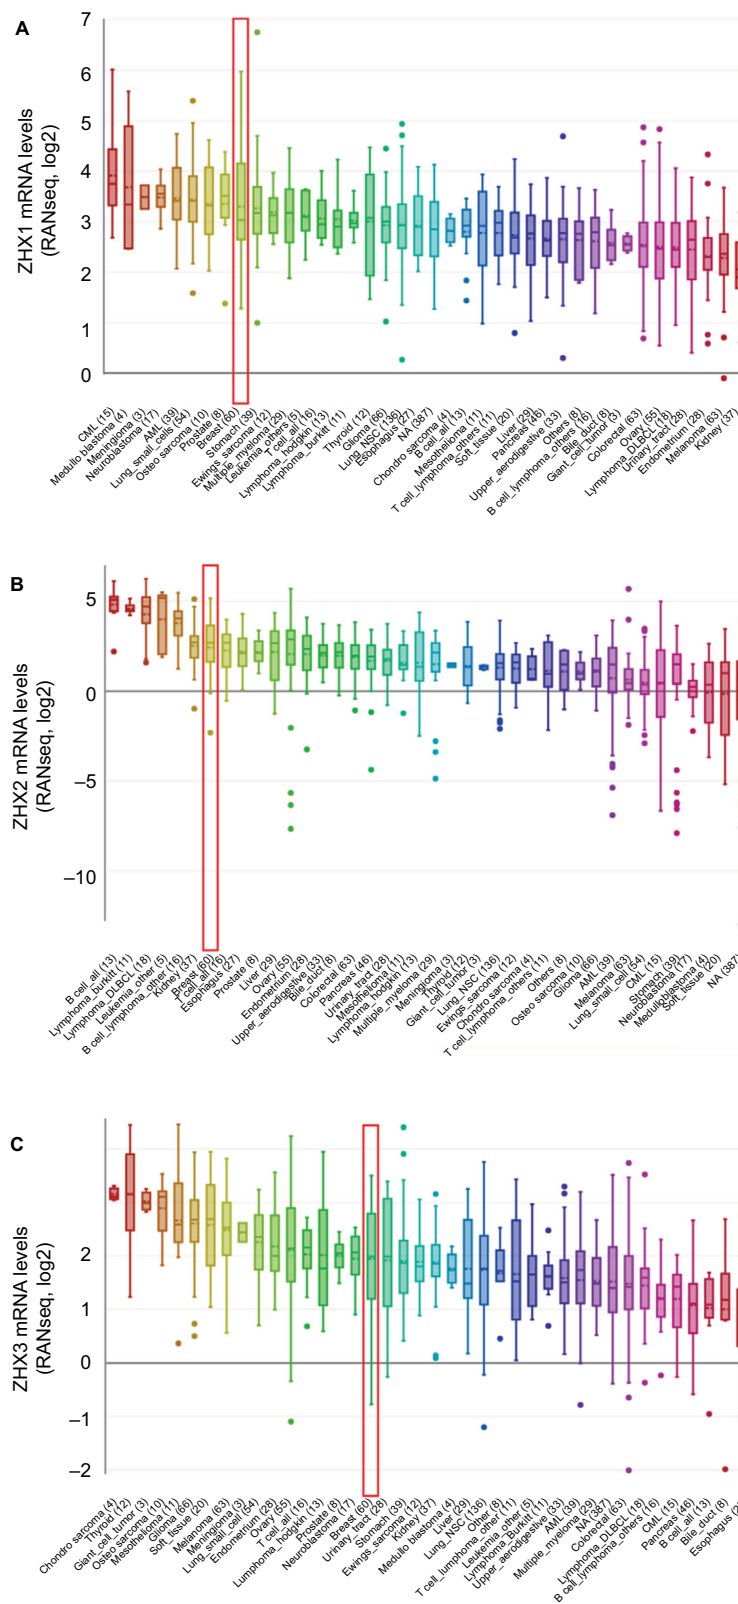 A
ZHX1 mRNA levels
(RANseq, log2)
7
6
5
4
3
2
1
0
CML (15)
Medullo blastoma (4)
Meningioma (3)
Neuroblastoma (17)
AML (39)
Lung_small_cells (54)
Osteo sarcoma (10)
Prostate (8)
Breast (60)
Stomach (39)
Ewings_sarcoma (12)
Multiple_myeloma (29)
Leukemia_others (5)
T cell_all (16)
Lymphoma_hodgkin (13)
Lymphoma_burkitt (11)
Thyroid (12)
Glioma (66)
Lung_NSC (136)
Esophagus (27)
NA (387)
Chondro sarcoma (4)
B cell_all (13)
Mesothelioma (11)
T cell_lymphoma_others (11)
Soft_tissue (20)
Liver (29)
Pancreas (46)
Upper_aerodigestive (33)
Others (8)
B cell_lymphoma_others (16)
Bile_duct (8)
Giant_cell_tumor (3)
Colorectal (63)
Ovary (55)
Lymphoma_DLBCL (18)
Urinary_tract (28)
Endometrium (28)
Melanoma (63)
Kidney (37)
B
ZHX2 mRNA levels
(RANseq, log2)
5
0
–5
–10
B cell_all (13)
Lymphoma_burkitt (11)
Lymphoma_DLBCL (18)
Leukemia_other (5)
B cell_lymphoma_other (16)
Kidney (37)
Breast (60)
T cell_all (16)
Esophagus (27)
Prostate (8)
Liver (29)
Ovary (55)
Endometrium (28)
Upper_aerodigestive (33)
Bile_duct (8)
Colorectal (63)
Pancreas (46)
Urinary_tract (28)
Mesothelioma (11)
Lymphoma_hodgkin (13)
Multiple_myeloma (29)
Meningioma (3)
Thyroid (12)
Giant_cell_tumor (3)
Lung_NSC (136)
Ewings_sarcoma (12)
Chondro sarcoma (4)
T cell_lymphoma_others (11)
Others (8)
Osteo sarcoma (10)
Glioma (66)
AML (39)
Melanoma (63)
Lung_small_cell (54)
CML (15)
Stomach (39)
Neuroblastoma (17)
Medulloblastoma (4)
Soft_tissue (20)
NA (387)
C
ZHX3 mRNA levels
(RANseq, log2)
2
1
0
–1
–2
Chondro sarcoma (4)
Thyroid (12)
Giant_cell_tumor (3)
Osteo sarcoma (10)
Mesothelioma (11)
Glioma (66)
Soft_tissue (20)
Melanoma (63)
Meningioma (3)
Lung_small_cell (54)
Endometrium (28)
Ovary (55)
T cell_all (16)
Lumphoma_hodgkin (13)
Prostate (8)
Neuroblastoma (17)
Breast (60)
Urinary_tract (28)
Stomach (39)
Ewings_sarcoma (12)
Kidney (37)
Medullo blastoma (4)
Liver (29)
Lung_NSC (136)
Other (8)
T cell_lumphoma_other (11)
Leukemia_other (5)
Lymphoma_Burkitt (11)
Upper_aerodigestive (33)
AML (39)
Multiple_myeloma (29)
NA (387)
Colorectal (63)
Lymphoma_DLBCL (18)
B cell_lymphoma_others (16)
CML (15)
Pancreas (46)
B cell_all (13)
Bile_duct (8)